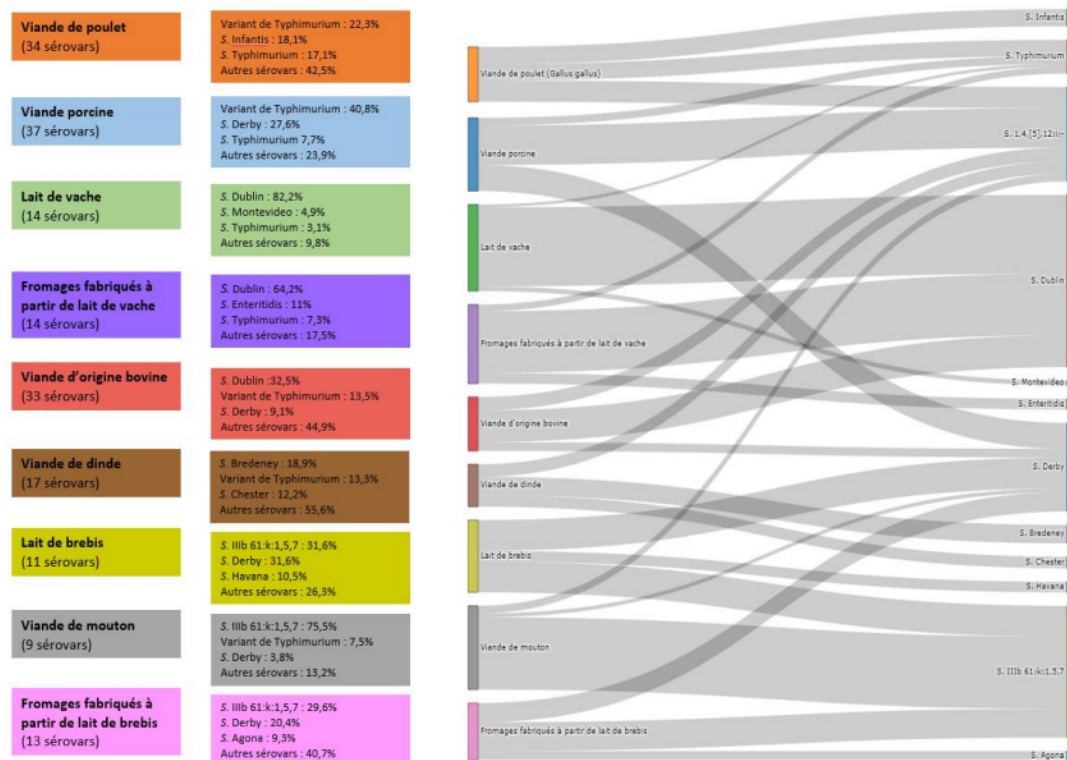 Viande de poulet
(34 sérovars)
Variant de Typhimurium : 22,3%
S. Infantis : 18,1%
S. Typhimurium : 17,1%
Autres sérovars : 42,5%
Viande porcine
(37 sérovars)
Variant de Typhimurium : 40,8%
S. Derby : 27,6%
S. Typhimurium 7,7%
Autres sérovars : 23,9%
Lait de vache
(14 sérovars)
S. Dublin : 82,2%
S. Montevideo : 4,9%
S. Typhimurium : 3,1%
Autres sérovars : 9,8%
Fromages fabriqués à
partir de lait de vache
(14 sérovars)
S. Dublin : 64,2%
S. Enteritidis : 11%
S. Typhimurium : 7,3%
Autres sérovars : 17,5%
Viande d'origine bovine
(33 sérovars)
S. Dublin :32,5%
Variant de Typhimurium : 13,5%
S. Derby : 9,1%
Autres sérovars : 44,9%
Viande de dinde
(17 sérovars)
S. Bredeney : 18,9%
Variant de Typhimurium : 13,3%
S. Chester : 12,2%
Autres sérovars : 55,6%
Lait de brebis
(11 sérovars)
S. IIIb 61:k:1,5,7 : 31,6%
S. Derby : 31,6%
S. Havana : 10,5%
Autres sérovars : 26,3%
Viande de mouton
(9 sérovars)
S. IIIb 61:k:1,5,7 : 75,5%
Variant de Typhimurium : 7,5%
S. Derby : 3,8%
Autres sérovars : 13,2%
Fromages fabriqués à
partir de lait de brebis
(13 sérovars)
S. IIIb 61:k:1,5,7 : 29,6%
S. Derby : 20,4%
S. Agona : 9,3%
Autres sérovars : 40,7%
Viande de poulet (Gallus gallus)
Viande porcine
Lait de vache
Fromages fabriqués à partir de lait de vache
Viande d'origine bovine
Viande de dinde
Lait de brebis
Viande de mouton
Fromages fabriqués à partir de lait de brebis
S. Infantis
S. Typhimurium
S. 1,4,[5],12:i:-
S. Dublin
S. Montevideo
S. Enteritidis
S. Derby
S. Bredeney
S. Chester
S. Havana
S. IIIb 61:k:1,5,7
S. Agona